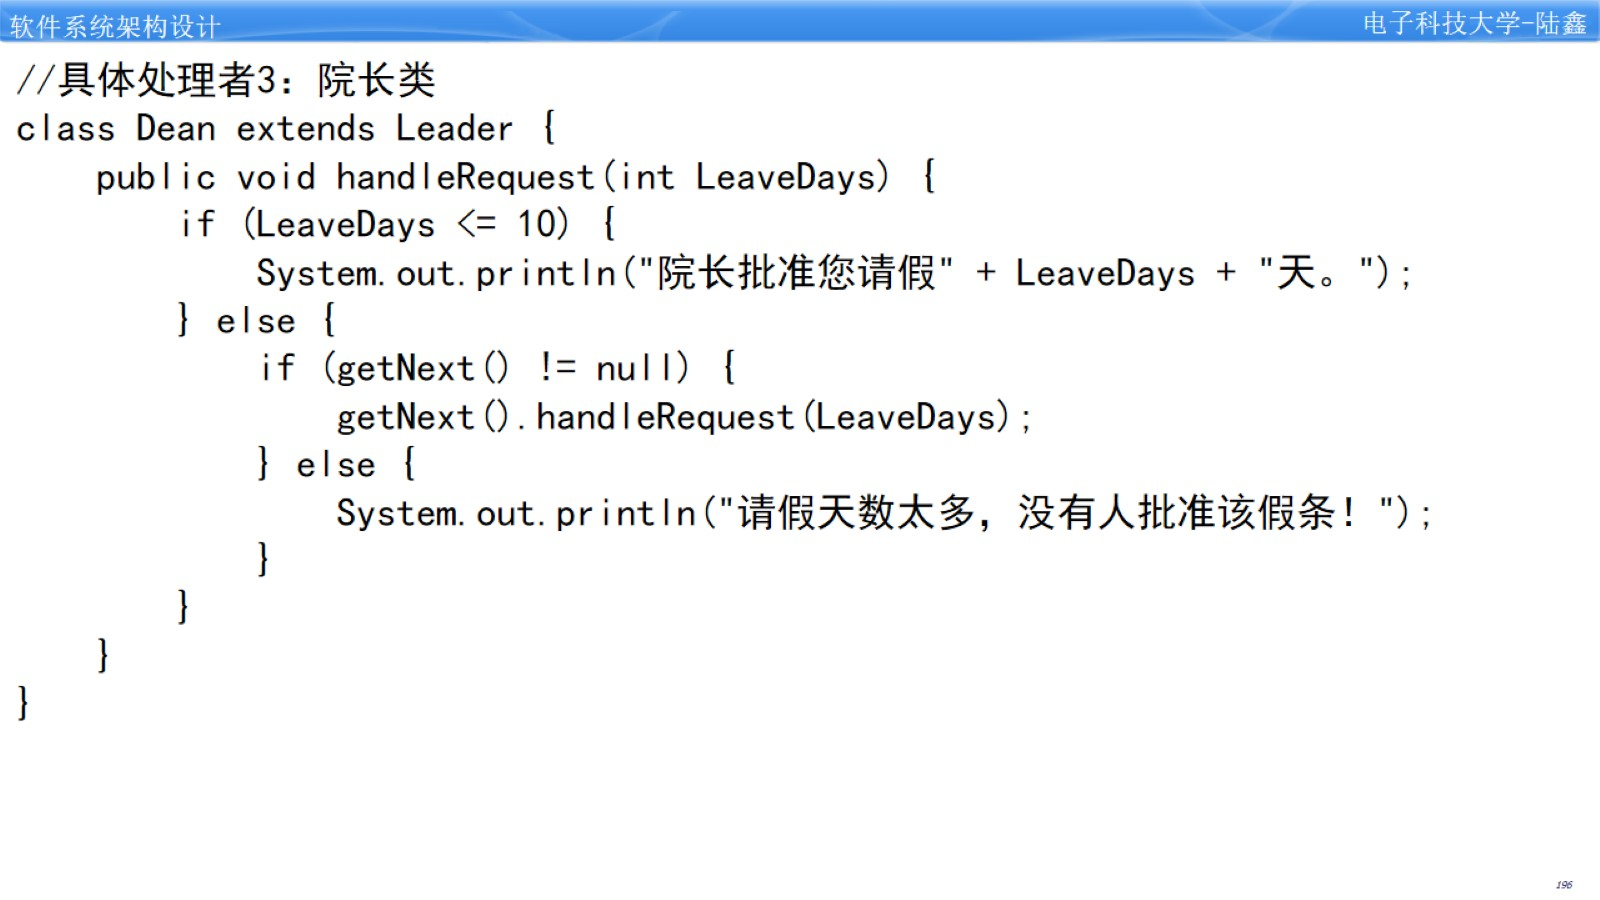 软件系统架构设计
电子科技大学-陆鑫
//具体处理者3：院长类
class Dean extends Leader {
    public void handleRequest(int LeaveDays) {
        if (LeaveDays <= 10) {
            System.out.println("院长批准您请假" + LeaveDays + "天。");
        } else {
            if (getNext() != null) {
                getNext().handleRequest(LeaveDays);
            } else {
                System.out.println("请假天数太多，没有人批准该假条！");
            }
        }
    }
}
196